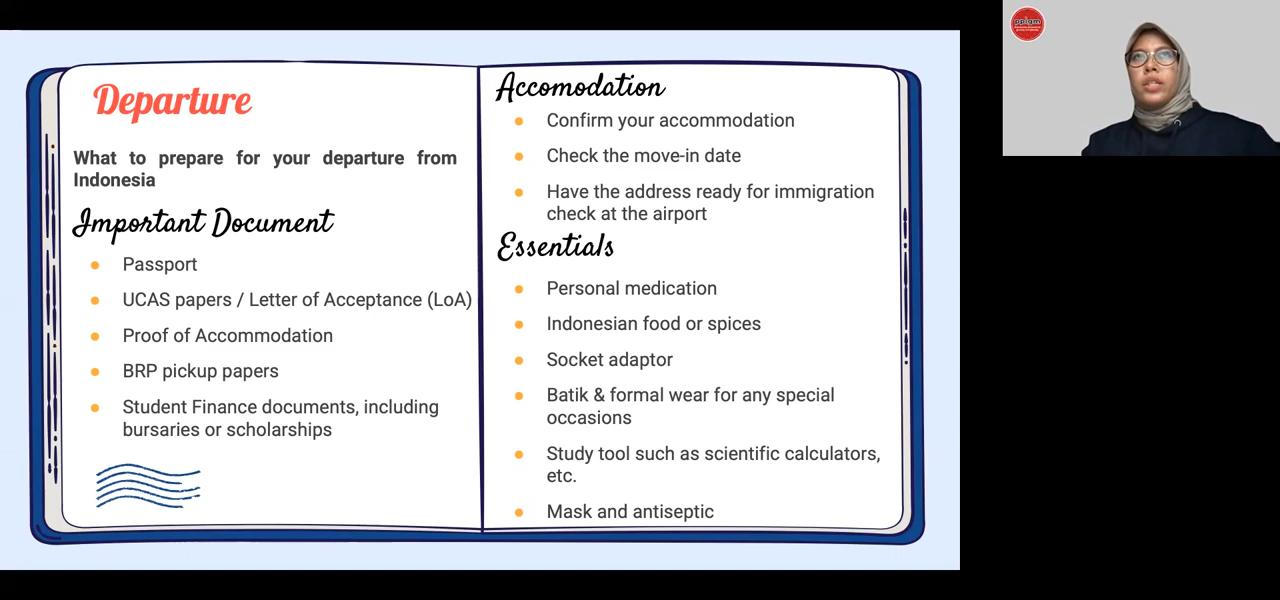 Departure
What to prepare for your departure from
Indonesia
Important Document
Passport
UCAS papers / Letter of Acceptance (LoA)
Proof of Accommodation
BRP pickup papers
Student Finance documents, including
bursaries or scholarships
Accomodation
Confirm your accommodation
Check the move-in date
Have the address ready for immigration
check at the airport
Essentials
Personal medication
Indonesian food or spices
Socket adaptor
Batik & formal wear for any special
occasions
Study tool such as scientific calculators,
etc.
Mask and antiseptic
ppigm